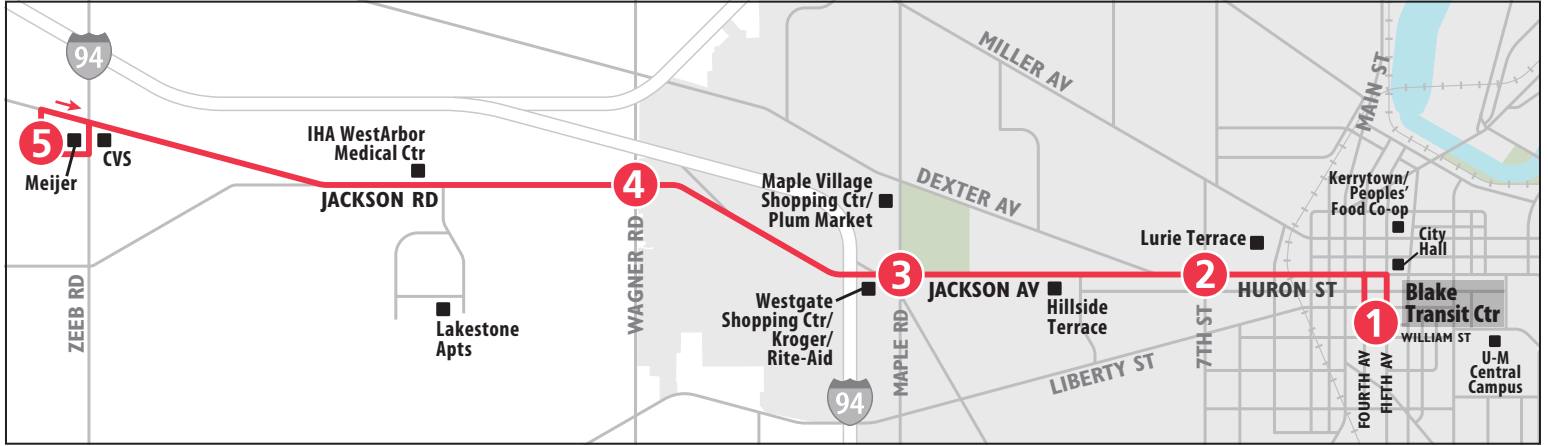 94
5
Meijer
CVS
ZEEB RD
IHA WestArbor
Medical Ctr
JACKSON RD
Lakestone
Apts
4
WAGNER RD
Maple Village
Shopping Ctr/
Plum Market
Westgate
Shopping Ctr/
Kroger/
Rite-Aid
94
3
MAPLE RD
JACKSON AV
Hillside
Terrace
DEXTER AV
MILLER AV
LIBERTY ST
Lurie Terrace
2
7TH ST
HURON ST
MAIN ST
Kerrytown/
Peoples'
Food Co-op
City
Hall
1
Blake
Transit Ctr
WILLIAM ST
FOURTH AV
FIFTH AV
U-M
Central
Campus